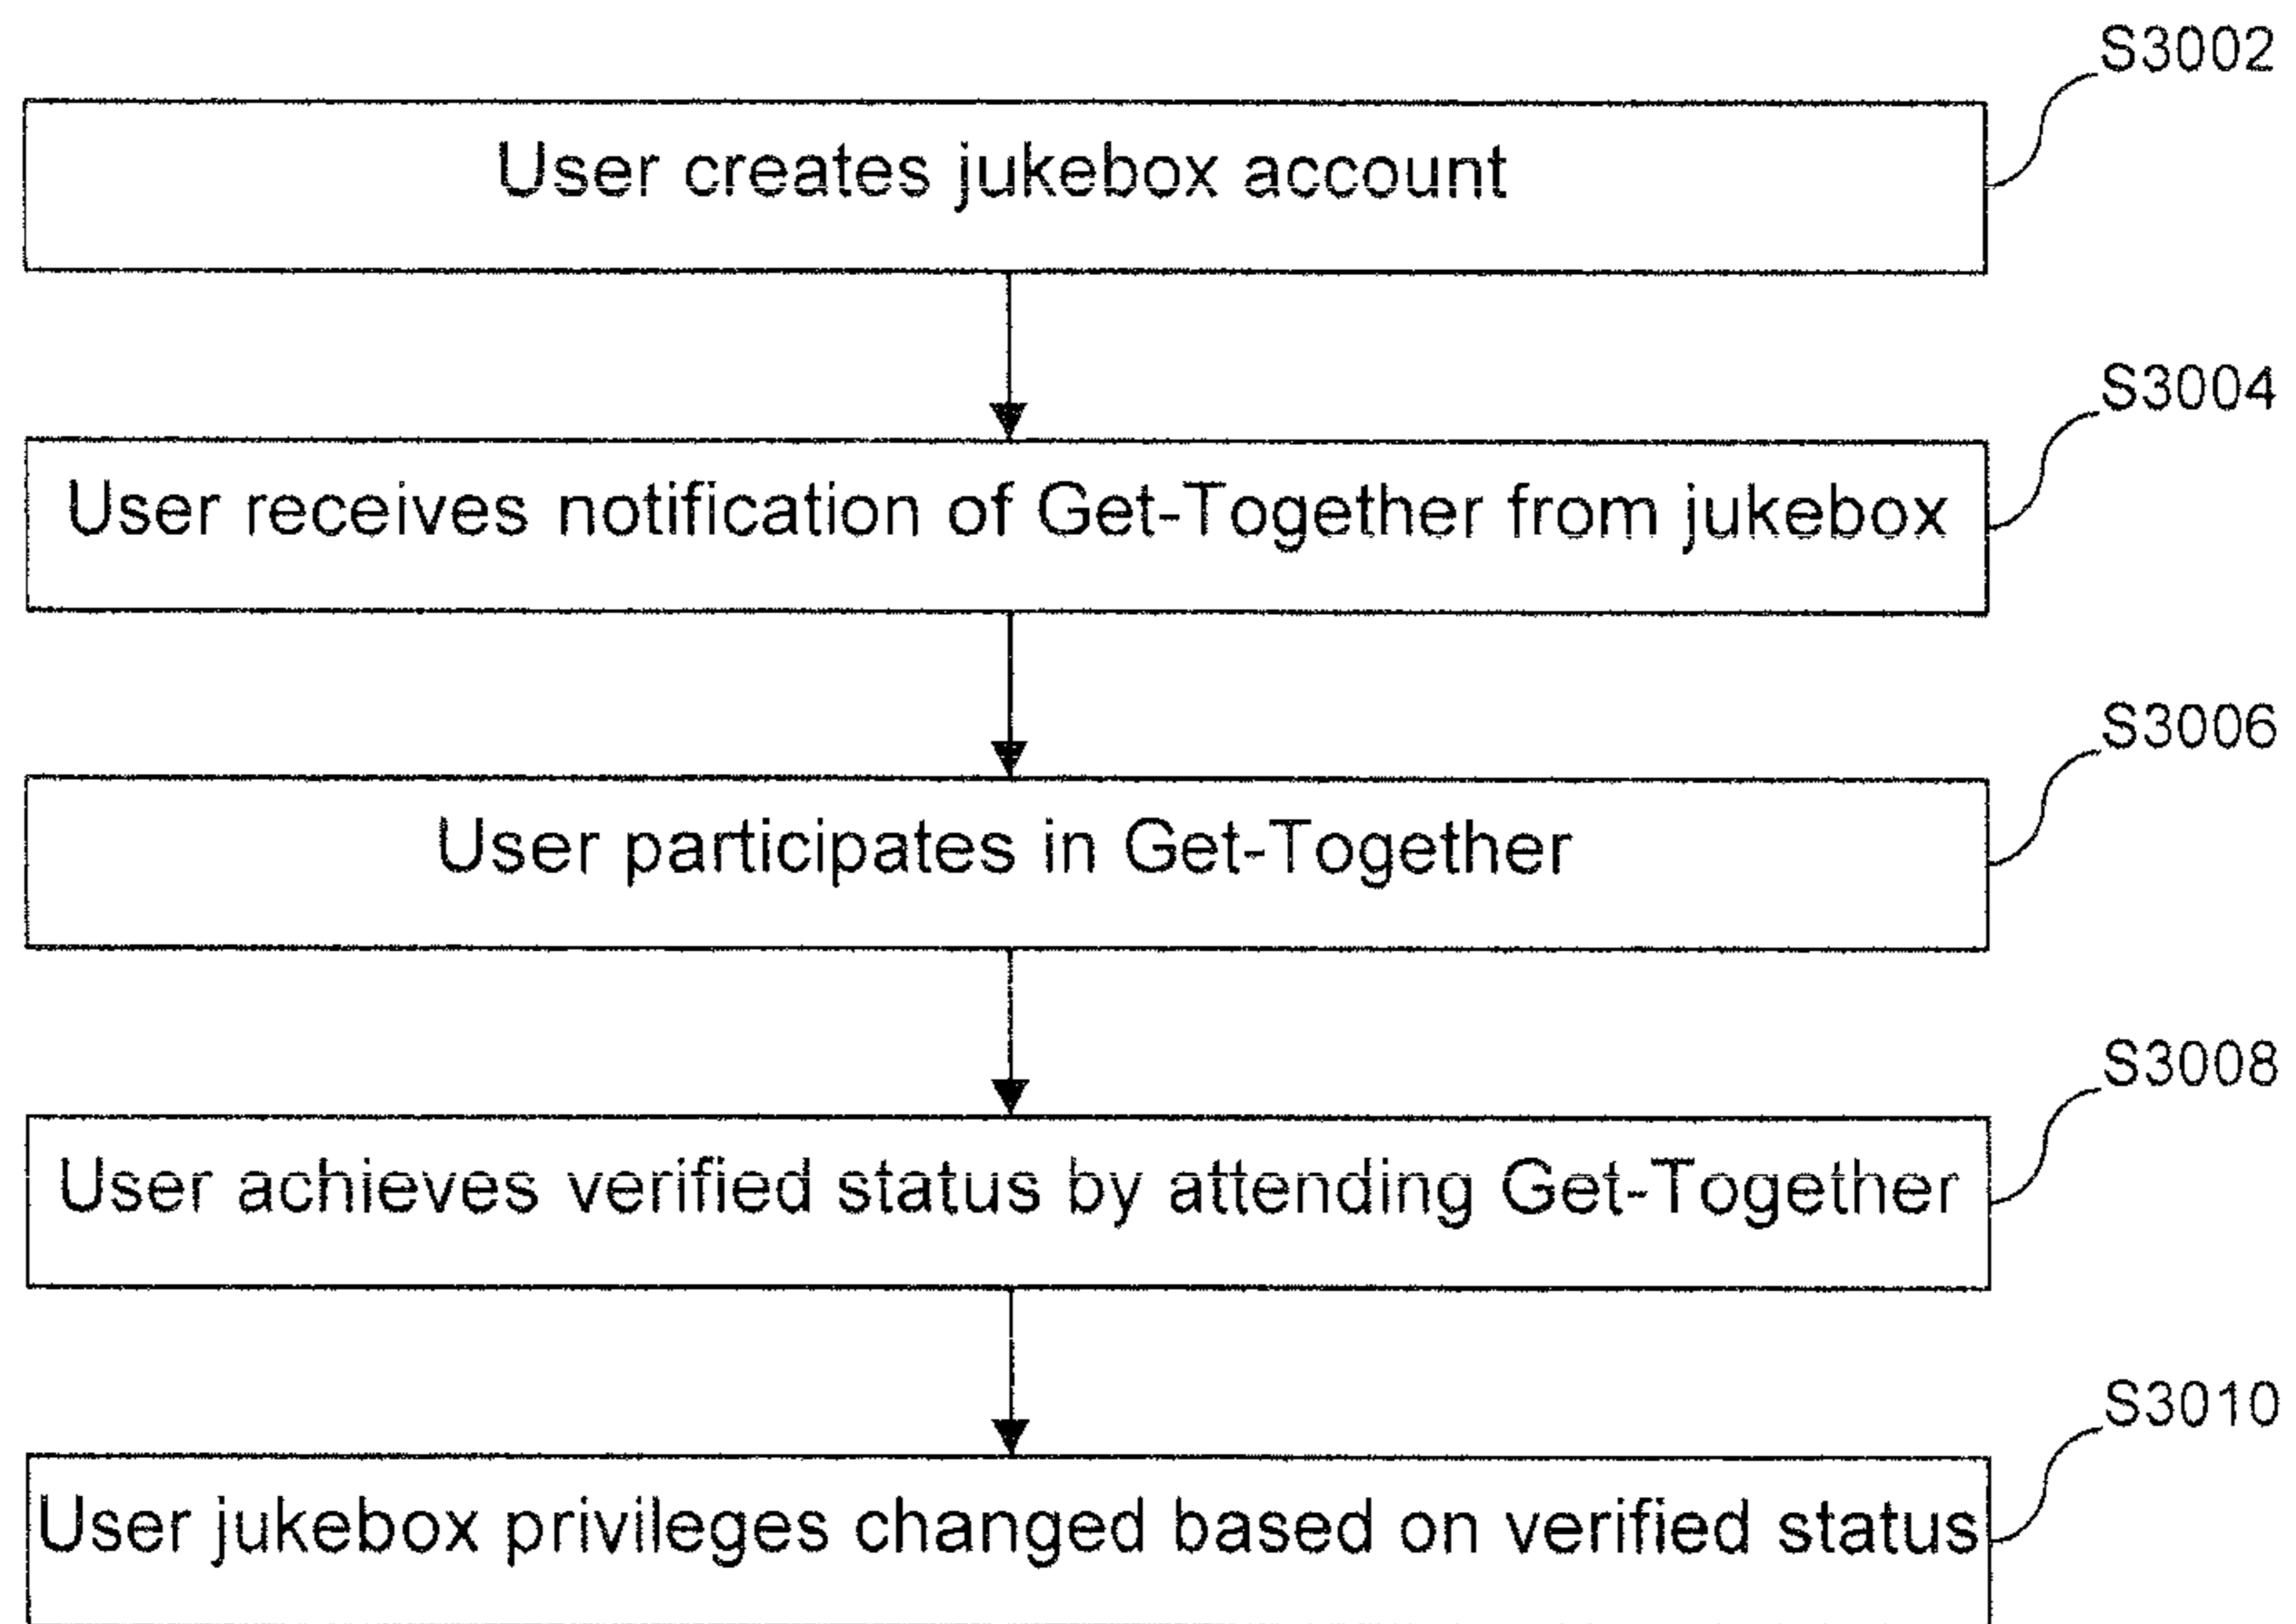 S3002
User creates jukebox account
S3004
User receives notification of Get-Together from jukebox
S3006
User participates in Get-Together
S3008
User achieves verified status by attending Get-Together
S3010
User jukebox privileges changed based on verified status